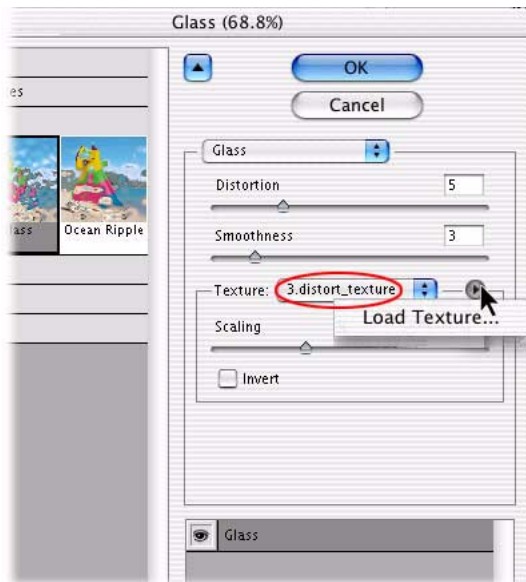 Glass (68.8%)
OK
Cancel
es
Glass
Distortion
5
lass
Ocean Ripple
Smoothness
3
Texture:
3.distort_texture
Load Texture...
Scaling
Invert
Glass